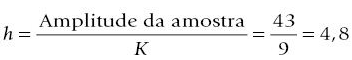 h = Amplitude da amostra / K = 43 / 9 = 4,8